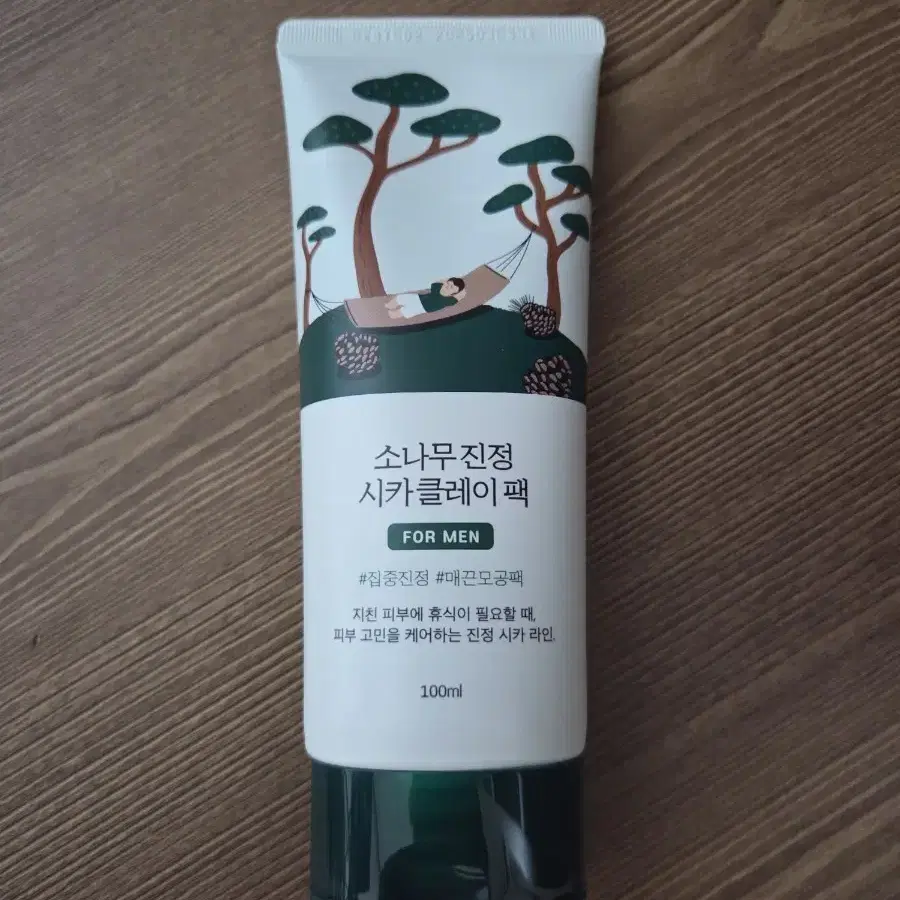 소나무 진정
시카 클레이 팩
FOR MEN
#집중진정 #매끈모공팩
지친 피부에 휴식이 필요할 때,
피부 고민을 케어하는 진정 시카 라인.
100ml